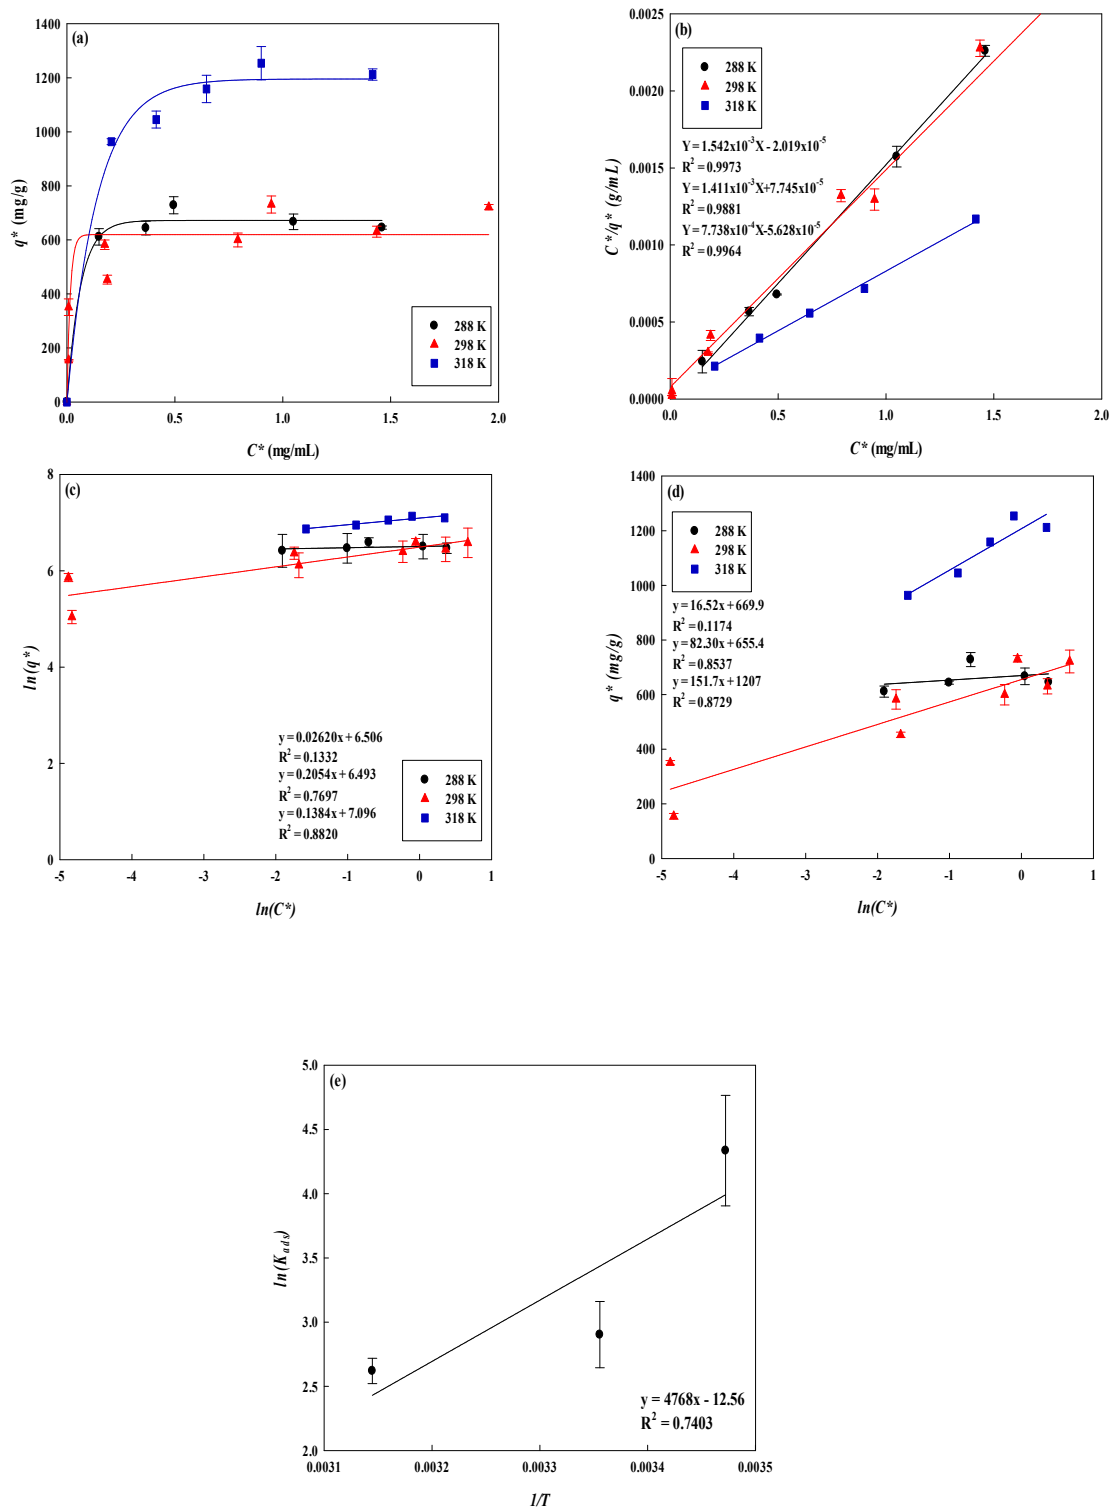 (a)
q* (mg/g)
1400
1200
1000
800
600
400
200
0
288 K
298 K
318 K
0.0 0.5 1.0 1.5 2.0
C* (mg/mL)
(b)
C*/q* (g/mL)
0.0025
0.0020
0.0015
0.0010
0.0005
0.0000
288 K
298 K
318 K
Y = 1.542x10⁻³X - 2.019x10⁻⁵
R² = 0.9973
Y = 1.411x10⁻³X+7.745x10⁻⁵
R² = 0.9881
Y = 7.738x10⁻⁴X-5.628x10⁻⁵
R² = 0.9964
0.0 0.5 1.0 1.5 2.0
C* (mg/mL)
(c)
ln(q*)
8
6
4
2
0
y = 0.02620x + 6.506
R² = 0.1332
y = 0.2054x + 6.493
R² = 0.7697
y = 0.1384x + 7.096
R² = 0.8820
288 K
298 K
318 K
-5 -4 -3 -2 -1 0 1
ln(C*)
(d)
q* (mg/g)
1400
1200
1000
800
600
400
200
0
288 K
298 K
318 K
y = 16.52x + 669.9
R² = 0.1174
y = 82.30x + 655.4
R² = 0.8537
y = 151.7x + 1207
R² = 0.8729
-5 -4 -3 -2 -1 0 1
ln(C*)
(e)
ln(K_ads)
5.0
4.5
4.0
3.5
3.0
2.5
2.0
y = 4768x - 12.56
R² = 0.7403
0.0031 0.0032 0.0033 0.0034 0.0035
1/T